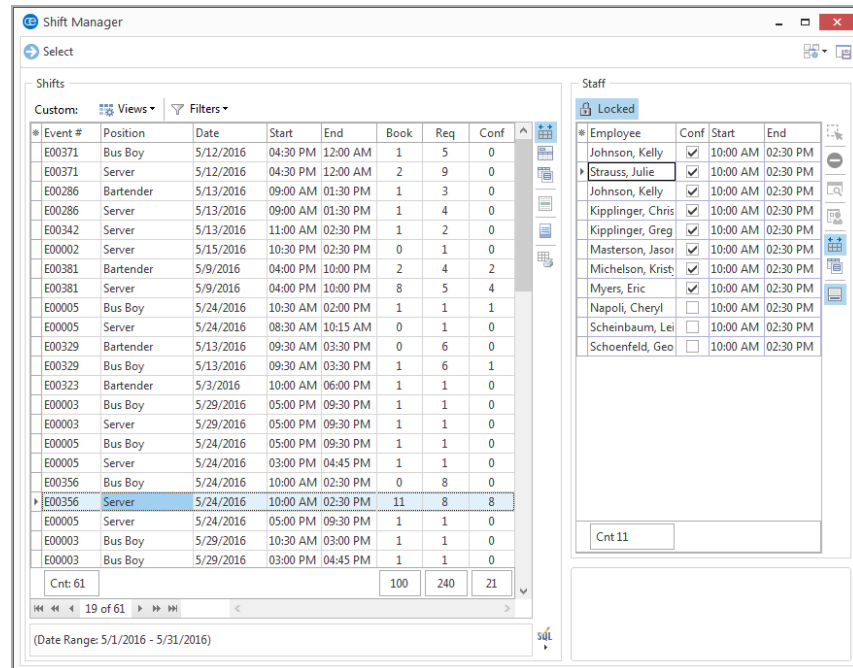 Shift Manager
Select
Shifts
Custom: Views Filters
Event # Position Date Start End Book Req Conf
E00371 Bus Boy 5/12/2016 04:30 PM 12:00 AM 1 5 0
E00371 Server 5/12/2016 04:30 PM 12:00 AM 2 9 0
E00286 Bartender 5/13/2016 09:00 AM 01:30 PM 1 3 0
E00286 Server 5/13/2016 09:00 AM 01:30 PM 1 4 0
E00342 Server 5/13/2016 11:00 AM 02:30 PM 1 2 0
E00002 Server 5/15/2016 10:30 PM 02:30 PM 0 1 0
E00381 Bartender 5/9/2016 04:00 PM 10:00 PM 2 4 2
E00381 Server 5/9/2016 04:00 PM 10:00 PM 8 5 4
E00005 Bus Boy 5/24/2016 10:30 AM 02:00 PM 1 1 1
E00005 Server 5/24/2016 08:30 AM 10:15 AM 0 1 0
E00329 Bartender 5/13/2016 09:30 AM 03:30 PM 0 6 0
E00329 Bus Boy 5/13/2016 09:30 AM 03:30 PM 1 6 1
E00323 Bartender 5/3/2016 10:00 AM 06:00 PM 1 1 0
E00003 Bus Boy 5/29/2016 05:00 PM 09:30 PM 1 1 0
E00003 Server 5/29/2016 05:00 PM 09:30 PM 1 1 0
E00005 Bus Boy 5/24/2016 05:00 PM 09:30 PM 1 1 0
E00005 Server 5/24/2016 03:00 PM 04:45 PM 1 1 0
E00356 Bus Boy 5/24/2016 10:00 AM 02:30 PM 0 8 0
E00356 Server 5/24/2016 10:00 AM 02:30 PM 11 8 8
E00005 Server 5/24/2016 05:00 PM 09:30 PM 1 1 0
E00003 Bus Boy 5/29/2016 10:30 AM 03:00 PM 1 1 0
E00003 Bus Boy 5/29/2016 03:00 PM 04:45 PM 1 1 0
Cnt: 61 100 240 21
19 of 61
(Date Range: 5/1/2016 - 5/31/2016)
SQL
Staff
Locked
Employee Conf Start End
Johnson, Kelly 10:00 AM 02:30 PM
Strauss, Julie 10:00 AM 02:30 PM
Johnson, Kelly 10:00 AM 02:30 PM
Kipplinger, Chris 10:00 AM 02:30 PM
Kipplinger, Greg 10:00 AM 02:30 PM
Masterson, Jason 10:00 AM 02:30 PM
Michelson, Kristy 10:00 AM 02:30 PM
Myers, Eric 10:00 AM 02:30 PM
Napoli, Cheryl 10:00 AM 02:30 PM
Scheinbaum, Lei 10:00 AM 02:30 PM
Schoenfeld, Geo 10:00 AM 02:30 PM
Cnt 11